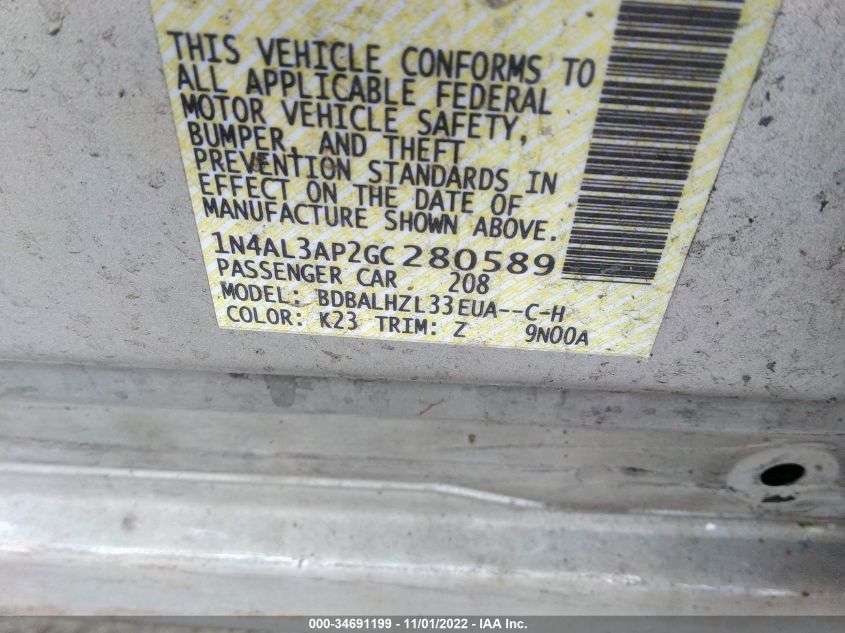 THIS VEHICLE CONFORMS TO
ALL APPLICABLE FEDERAL
MOTOR VEHICLE SAFETY,
BUMPER, AND THEFT
PREVENTION STANDARDS IN
EFFECT ON THE DATE OF
MANUFACTURE SHOWN ABOVE.
1N4AL3AP2GC280589
PASSENGER CAR 208
MODEL: BDBALHZL33EUA--C-H
COLOR: K23 TRIM: Z 9N00A
000-34691199 - 11/01/2022 - IAA Inc.